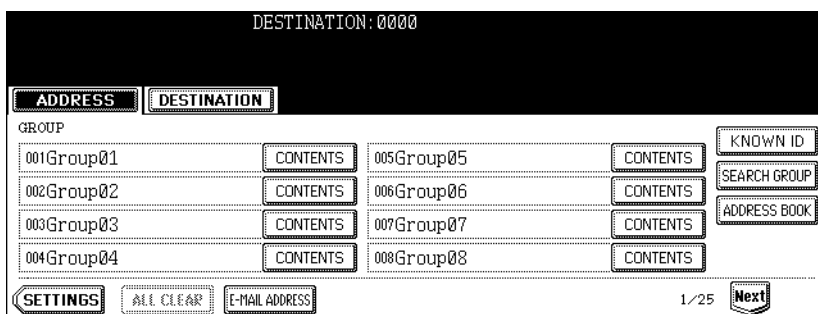 DESTINATION:0000
ADDRESS DESTINATION
GROUP
001Group01 CONTENTS 005Group05 CONTENTS KNOWN ID
002Group02 CONTENTS 006Group06 CONTENTS SEARCH GROUP
003Group03 CONTENTS 007Group07 CONTENTS ADDRESS BOOK
004Group04 CONTENTS 008Group08 CONTENTS
SETTINGS ALL CLEAR E-MAIL ADDRESS 1/25 Next